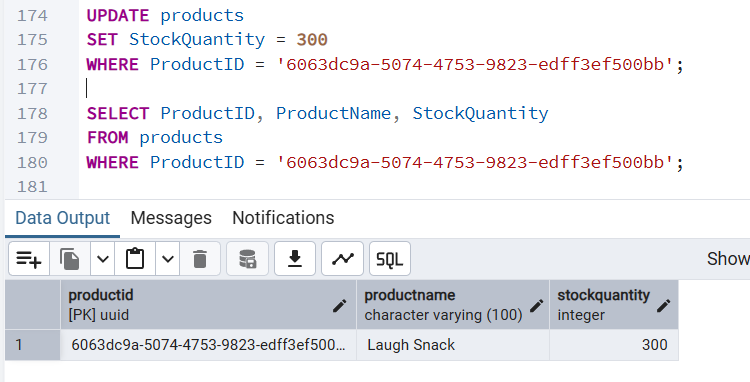 174 UPDATE products
175 SET StockQuantity = 300
176 WHERE ProductID = '6063dc9a-5074-4753-9823-edff3ef500bb';
177
178 SELECT ProductID, ProductName, StockQuantity
179 FROM products
180 WHERE ProductID = '6063dc9a-5074-4753-9823-edff3ef500bb';
181
Data Output Messages Notifications
SQL Show
productid productname stockquantity
[PK] uuid character varying (100) integer
1 6063dc9a-5074-4753-9823-edff3ef500... Laugh Snack 300